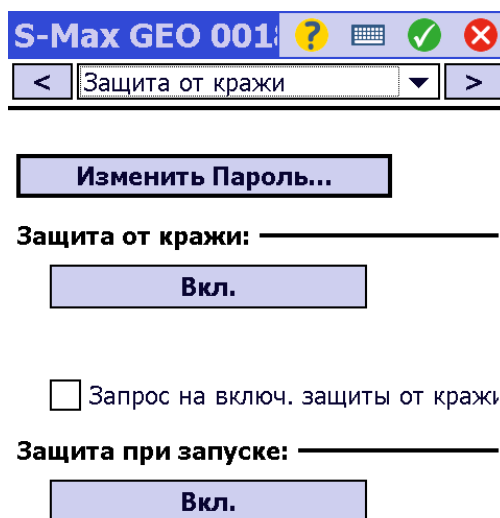 S-Max GEO 001
?
< Защита от кражи >
Изменить Пароль...
Защита от кражи:
Вкл.
Запрос на включ. защиты от кражи
Защита при запуске:
Вкл.